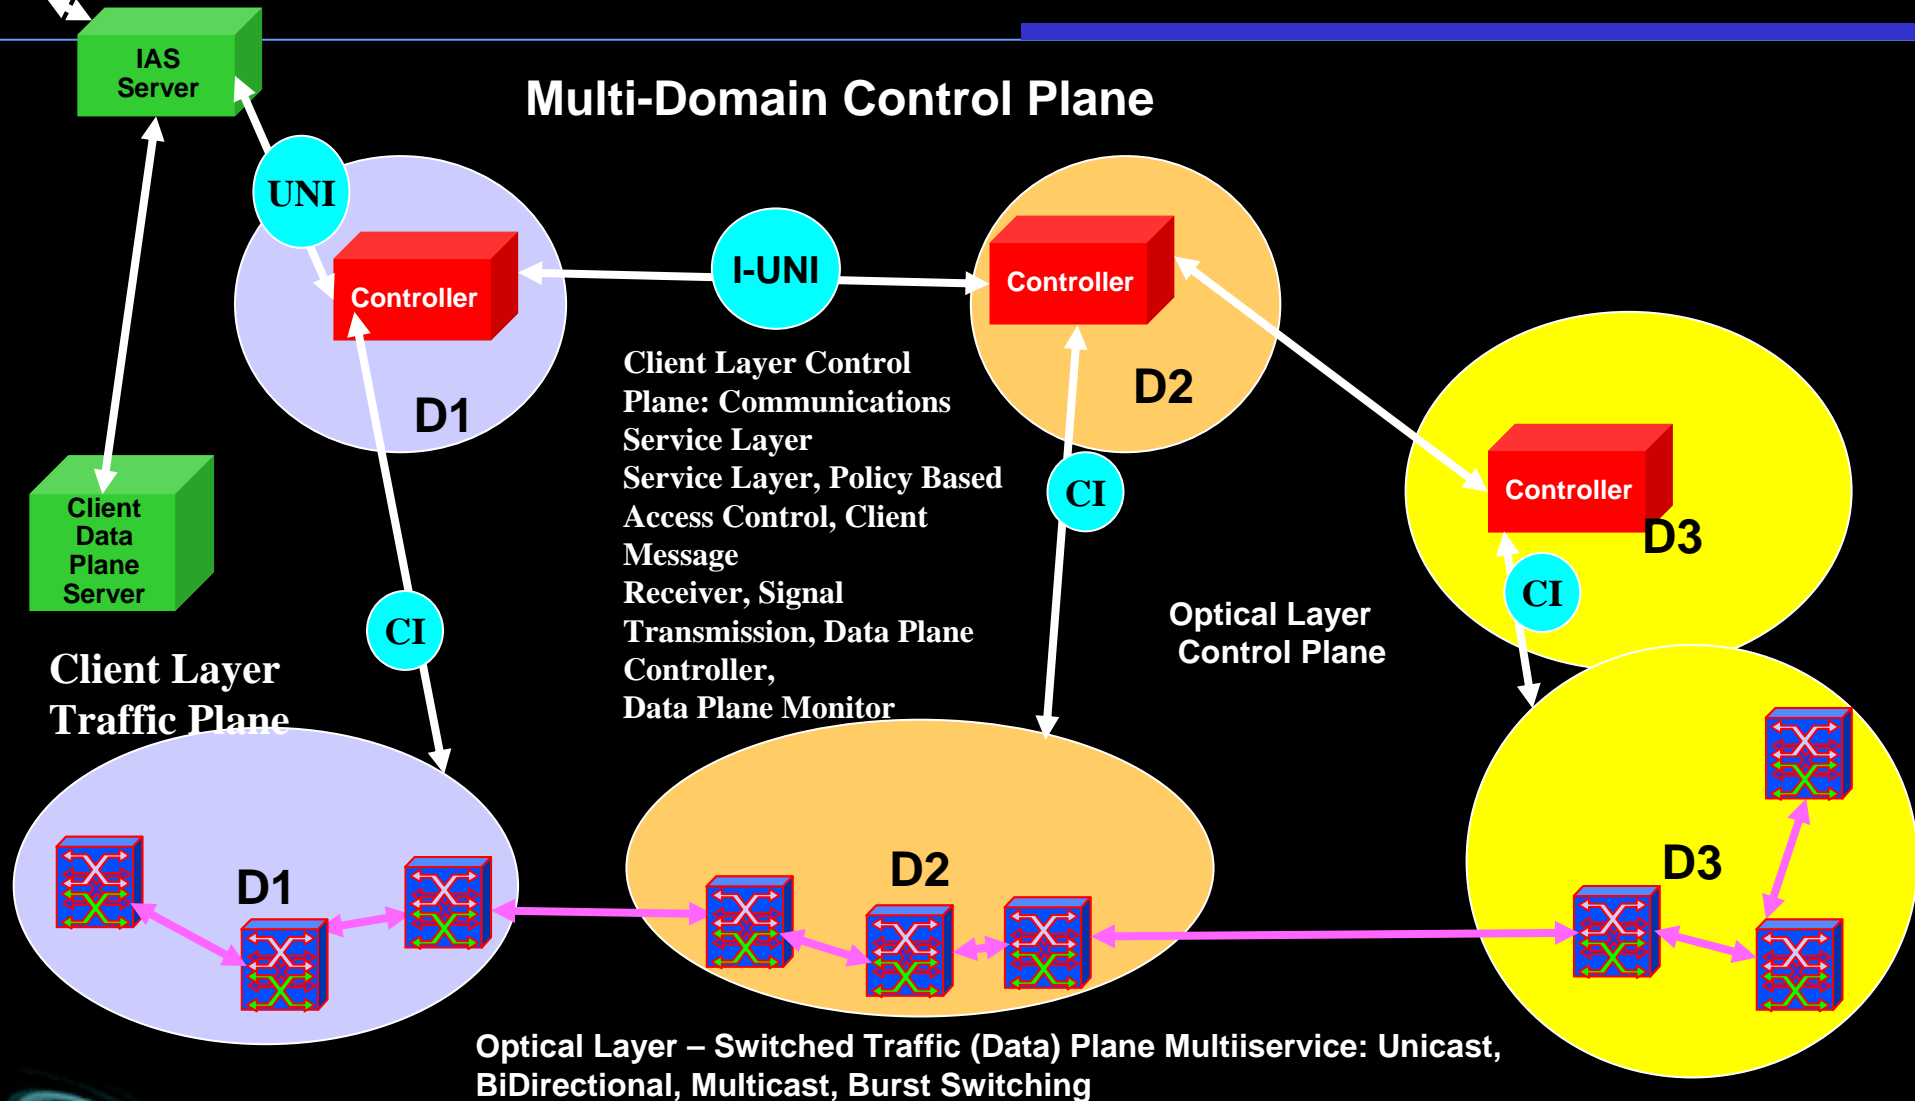 IAS
Server
Multi-Domain Control Plane
UNI
Controller
D1
I-UNI
Controller
D2
Client Layer Control
Plane: Communications
Service Layer
Service Layer, Policy Based
Access Control, Client
Message
Receiver, Signal
Transmission, Data Plane
Controller,
Data Plane Monitor
Controller
D3
Client
Data
Plane
Server
CI
CI
CI
Optical Layer
Control Plane
Client Layer
Traffic Plane
D1
D2
D3
Optical Layer – Switched Traffic (Data) Plane Multiiservice: Unicast,
BiDirectional, Multicast, Burst Switching